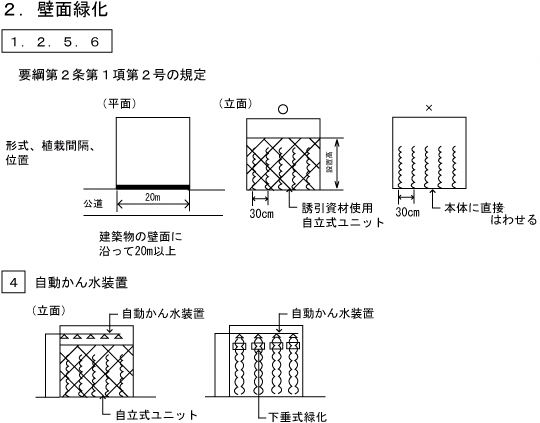 ２．壁面緑化
１．２．５．６
要綱第２条第１項第２号の規定
（平面）
（立面）
○
×
形式、植栽間隔、
位置
設置高
公道
20m
30cm
誘引資材使用
自立式ユニット
30cm
本体に直接
はわせる
建築物の壁面に
沿って20m以上
4
自動かん水装置
（立面）
自動かん水装置
自動かん水装置
自立式ユニット
下垂式緑化